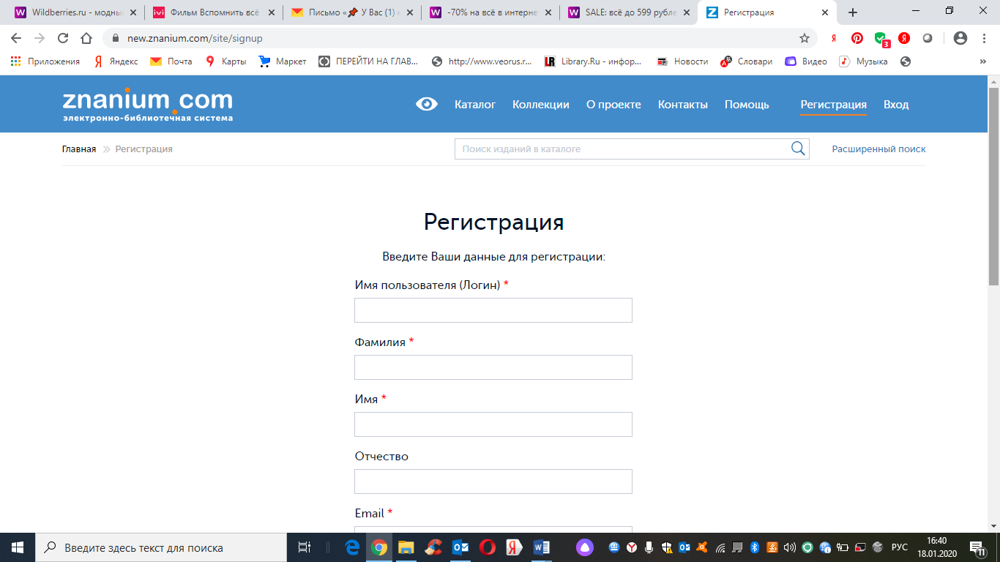 Wildberries.ru - модны
Фильм Вспомнить всё
Письмо «📌 У Вас (1) н
-70% на всё в интерне
SALE: всё до 599 рубле
Регистрация
new.znanium.com/site/signup
3
Приложения
Яндекс
Почта
Карты
Маркет
ПЕРЕЙТИ НА ГЛАВ...
http://www.veorus.r...
Library.Ru - инфор...
Новости
Словари
Видео
Музыка
»
znanium.com
электронно-библиотечная система
Каталог
Коллекции
О проекте
Контакты
Помощь
Регистрация
Вход
Главная » Регистрация
Поиск изданий в каталоге
Расширенный поиск
Регистрация
Введите Ваши данные для регистрации:
Имя пользователя (Логин) *
Фамилия *
Имя *
Отчество
Email *
Введите здесь текст для поиска
РУС
16:40
18.01.2020
11